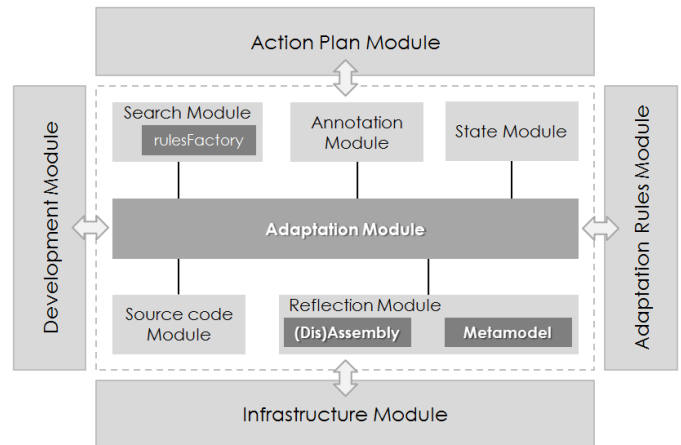 Action Plan Module
Development Module
Search Module
rulesFactory
Annotation
Module
State Module
Adaptation Module
Source code
Module
Reflection Module
(Dis)Assembly
Metamodel
Adaptation Rules Module
Infrastructure Module